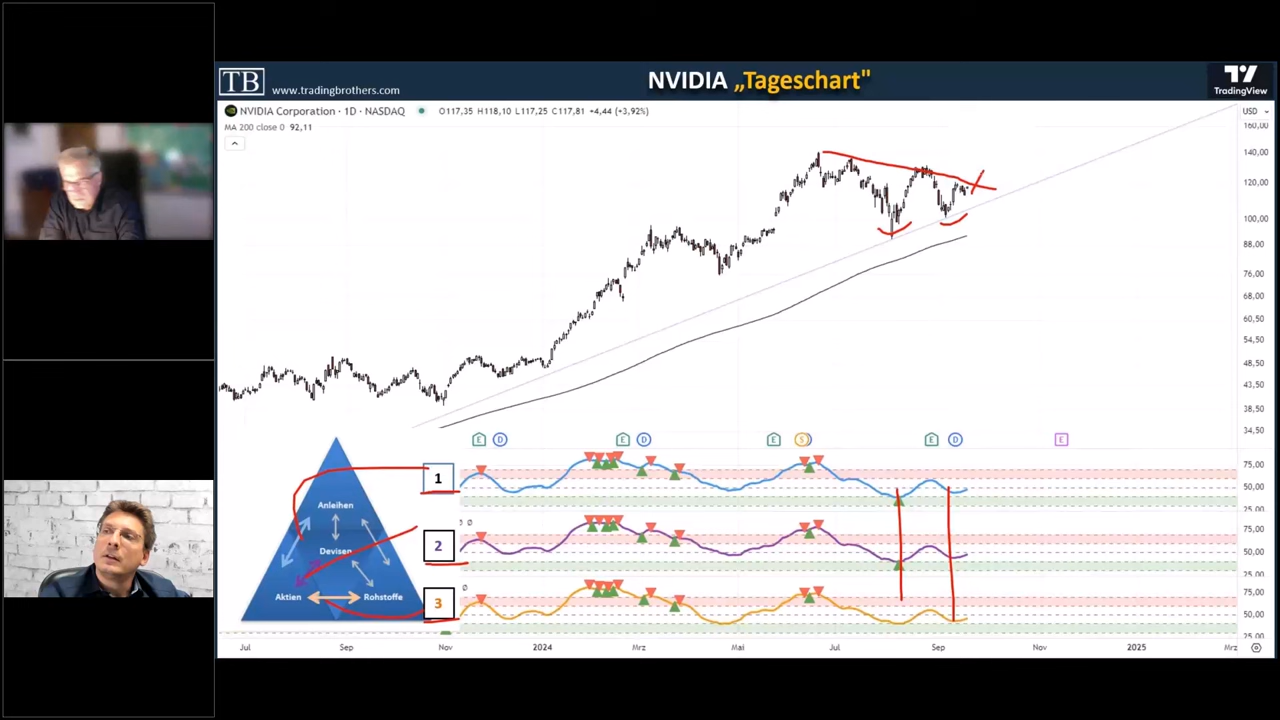 TB www.tradingbrothers.com
NVIDIA „Tageschart"
TradingView
NVIDIA Corporation · 1D · NASDAQ O117,35 H118,10 L117,25 C117,81 +4,44 (+3,92%)
USD
MA 200 close 0 92,11
160,00
140,00
120,00
100,00
88,00
76,00
68,00
60,50
54,50
48,50
43,50
38,50
34,50
E D E D E S E D E
75,00
50,00
25,00
75,00
50,00
25,00
75,00
50,00
25,00
1
2
3
Anleihen
Devisen
Aktien Rohstoffe
Jul Sep Nov 2024 Mrz Mai Jul Sep Nov 2025 Mrz